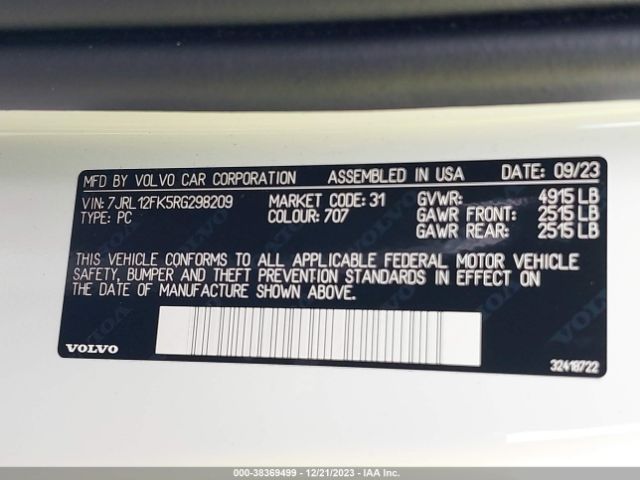 MFD BY VOLVO CAR CORPORATION ASSEMBLED IN USA DATE: 09/23
VIN: 7JRL12FK5RG298209 MARKET CODE: 31 GVWR: 4915 LB
TYPE: PC COLOUR: 707 GAWR FRONT: 2515 LB
GAWR REAR: 2515 LB
THIS VEHICLE CONFORMS TO ALL APPLICABLE FEDERAL MOTOR VEHICLE
SAFETY, BUMPER AND THEFT PREVENTION STANDARDS IN EFFECT ON
THE DATE OF MANUFACTURE SHOWN ABOVE.
VOLVO 32418722
000-38369499 - 12/21/2023 - IAA Inc.